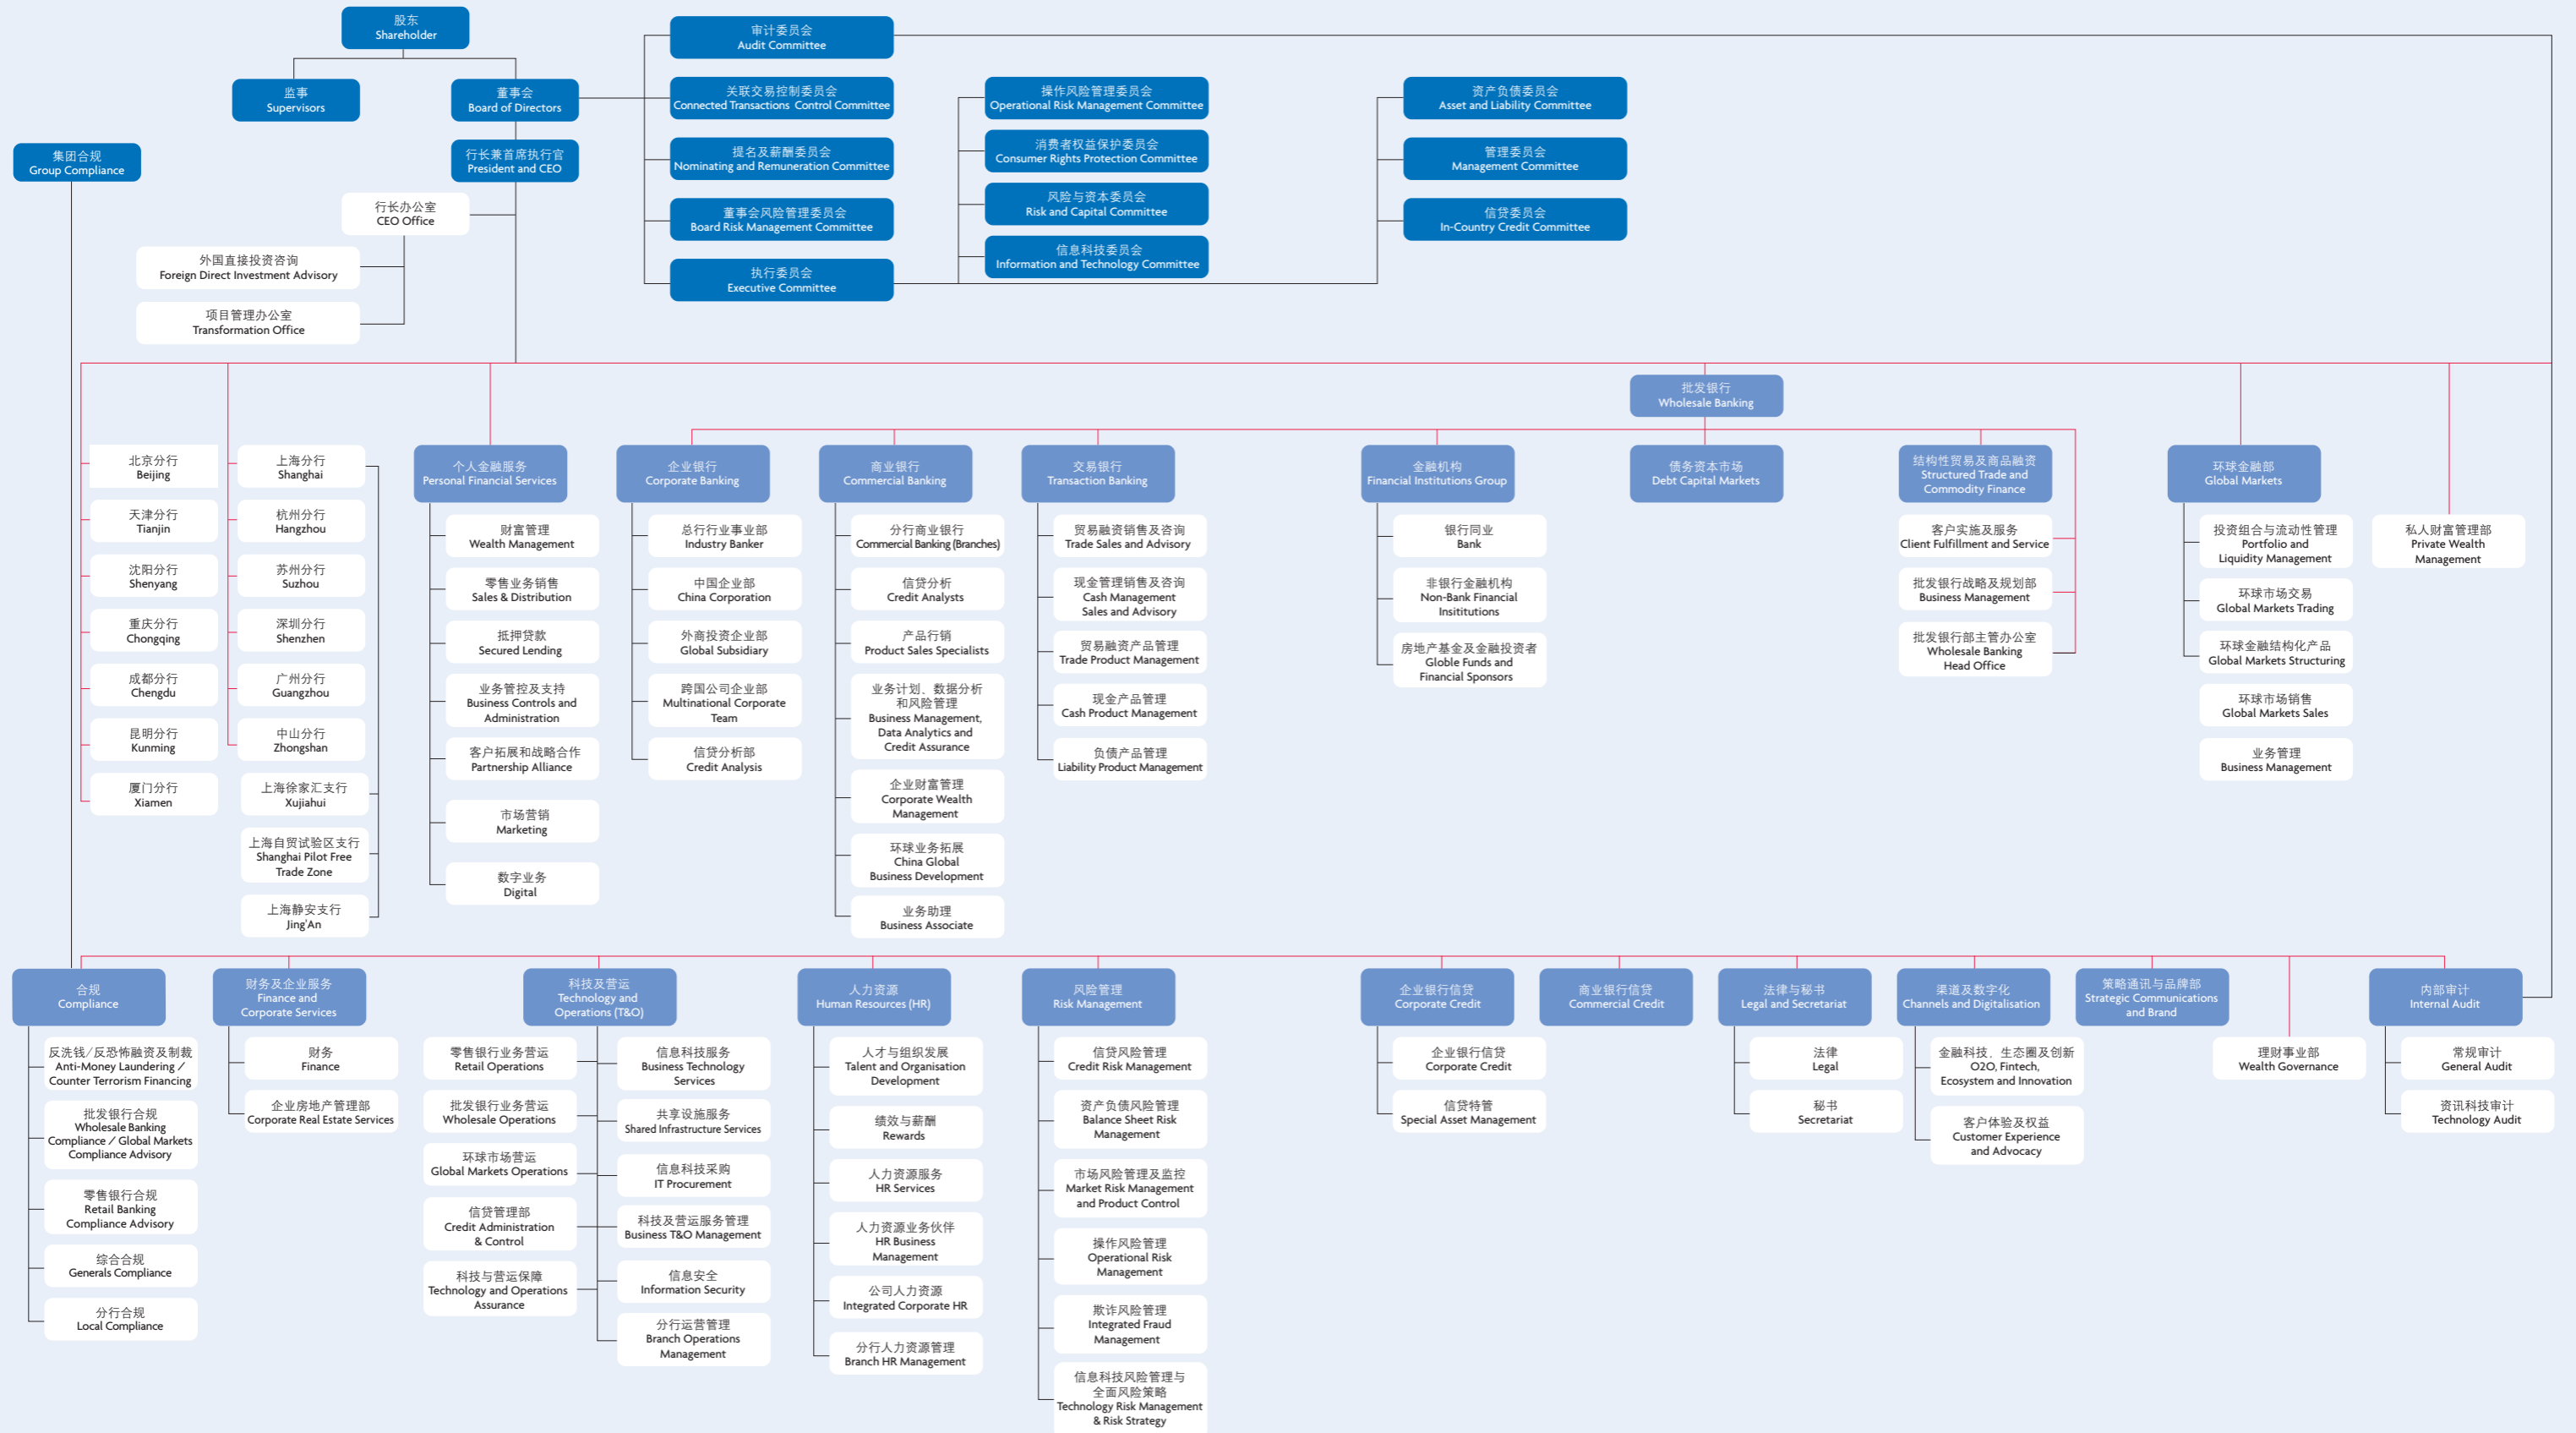 股东
Shareholder
监事
Supervisors
董事会
Board of Directors
集团合规
Group Compliance
行长兼首席执行官
President and CEO
行长办公室
CEO Office
外国直接投资咨询
Foreign Direct Investment Advisory
项目管理办公室
Transformation Office
审计委员会
Audit Committee
关联交易控制委员会
Connected Transactions Control Committee
提名及薪酬委员会
Nominating and Remuneration Committee
董事会风险管理委员会
Board Risk Management Committee
执行委员会
Executive Committee
操作风险管理委员会
Operational Risk Management Committee
消费者权益保护委员会
Consumer Rights Protection Committee
风险与资本委员会
Risk and Capital Committee
信息科技委员会
Information and Technology Committee
资产负债委员会
Asset and Liability Committee
管理委员会
Management Committee
信贷委员会
In-Country Credit Committee
批发银行
Wholesale Banking
北京分行
Beijing
天津分行
Tianjin
沈阳分行
Shenyang
重庆分行
Chongqing
成都分行
Chengdu
昆明分行
Kunming
厦门分行
Xiamen
上海分行
Shanghai
杭州分行
Hangzhou
苏州分行
Suzhou
深圳分行
Shenzhen
广州分行
Guangzhou
中山分行
Zhongshan
上海徐家汇支行
Xujiahui
上海自贸试验区支行
Shanghai Pilot Free
Trade Zone
上海静安支行
Jing'An
个人金融服务
Personal Financial Services
财富管理
Wealth Management
零售业务销售
Sales & Distribution
抵押贷款
Secured Lending
业务管控及支持
Business Controls and
Administration
客户拓展和战略合作
Partnership Alliance
市场营销
Marketing
数字业务
Digital
企业银行
Corporate Banking
总行行业事业部
Industry Banker
中国企业部
China Corporation
外商投资企业部
Global Subsidiary
跨国公司企业部
Multinational Corporate
Team
信贷分析部
Credit Analysis
商业银行
Commercial Banking
分行商业银行
Commercial Banking (Branches)
信贷分析
Credit Analysts
产品行销
Product Sales Specialists
业务计划、数据分析
和风险管理
Business Management,
Data Analytics and
Credit Assurance
企业财富管理
Corporate Wealth
Management
环球业务拓展
China Global
Business Development
业务助理
Business Associate
交易银行
Transaction Banking
贸易融资销售及咨询
Trade Sales and Advisory
现金管理销售及咨询
Cash Management
Sales and Advisory
贸易融资产品管理
Trade Product Management
现金产品管理
Cash Product Management
负债产品管理
Liability Product Management
金融机构
Financial Institutions Group
银行同业
Bank
非银行金融机构
Non-Bank Financial
Insititutions
房地产基金及金融投资者
Globle Funds and
Financial Sponsors
债务资本市场
Debt Capital Markets
结构性贸易及商品融资
Structured Trade and
Commodity Finance
客户实施及服务
Client Fulfillment and Service
批发银行战略及规划部
Business Management
批发银行部主管办公室
Wholesale Banking
Head Office
环球金融部
Global Markets
投资组合与流动性管理
Portfolio and
Liquidity Management
环球市场交易
Global Markets Trading
环球金融结构化产品
Global Markets Structuring
环球市场销售
Global Markets Sales
业务管理
Business Management
私人财富管理部
Private Wealth
Management
合规
Compliance
反洗钱/反恐怖融资及制裁
Anti-Money Laundering /
Counter Terrorism Financing
批发银行合规
Wholesale Banking
Compliance / Global Markets
Compliance Advisory
零售银行合规
Retail Banking
Compliance Advisory
综合合规
Generals Compliance
分行合规
Local Compliance
财务及企业服务
Finance and
Corporate Services
财务
Finance
企业房地产管理部
Corporate Real Estate Services
科技及营运
Technology and
Operations (T&O)
零售银行业务营运
Retail Operations
批发银行业务营运
Wholesale Operations
环球市场营运
Global Markets Operations
信贷管理部
Credit Administration
& Control
科技与营运保障
Technology and Operations
Assurance
信息科技服务
Business Technology
Services
共享设施服务
Shared Infrastructure Services
信息科技采购
IT Procurement
科技及营运服务管理
Business T&O Management
信息安全
Information Security
分行运营管理
Branch Operations
Management
人力资源
Human Resources (HR)
人才与组织发展
Talent and Organisation
Development
绩效与薪酬
Rewards
人力资源服务
HR Services
人力资源业务伙伴
HR Business
Management
公司人力资源
Integrated Corporate HR
分行人力资源管理
Branch HR Management
风险管理
Risk Management
信贷风险管理
Credit Risk Management
资产负债风险管理
Balance Sheet Risk
Management
市场风险管理及监控
Market Risk Management
and Product Control
操作风险管理
Operational Risk
Management
欺诈风险管理
Integrated Fraud
Management
信息科技风险管理与
全面风险策略
Technology Risk Management
& Risk Strategy
企业银行信贷
Corporate Credit
企业银行信贷
Corporate Credit
信贷特管
Special Asset Management
商业银行信贷
Commercial Credit
法律与秘书
Legal and Secretariat
法律
Legal
秘书
Secretariat
渠道及数字化
Channels and Digitalisation
金融科技、生态圈及创新
O2O, Fintech,
Ecosystem and Innovation
客户体验及权益
Customer Experience
and Advocacy
策略通讯与品牌部
Strategic Communications
and Brand
理财事业部
Wealth Governance
内部审计
Internal Audit
常规审计
General Audit
资讯科技审计
Technology Audit